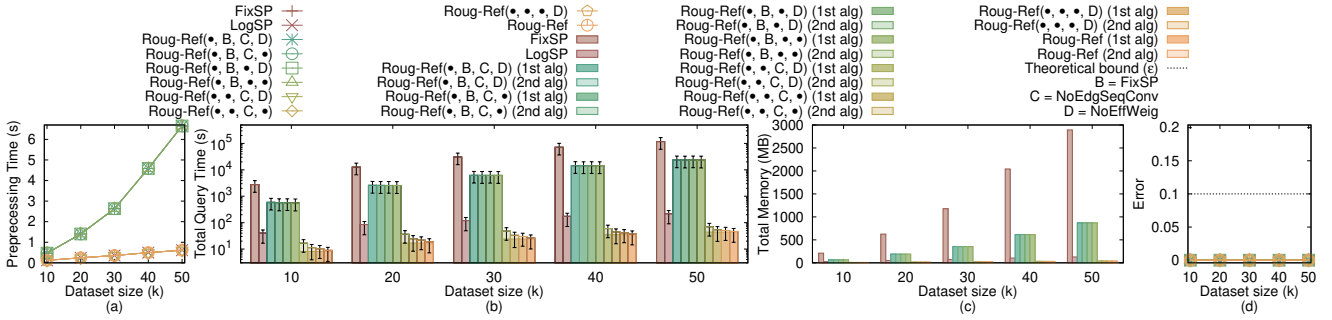 FixSP
LogSP
Roug-Ref(•, B, C, D)
Roug-Ref(•, B, C, •)
Roug-Ref(•, B, •, D)
Roug-Ref(•, B, •, •)
Roug-Ref(•, •, C, D)
Roug-Ref(•, •, C, •)
Roug-Ref(•, •, •, D)
Roug-Ref
FixSP
LogSP
Roug-Ref(•, B, C, D) (1st alg)
Roug-Ref(•, B, C, D) (2nd alg)
Roug-Ref(•, B, C, •) (1st alg)
Roug-Ref(•, B, C, •) (2nd alg)
Roug-Ref(•, B, •, D) (1st alg)
Roug-Ref(•, B, •, D) (2nd alg)
Roug-Ref(•, B, •, •) (1st alg)
Roug-Ref(•, B, •, •) (2nd alg)
Roug-Ref(•, •, C, D) (1st alg)
Roug-Ref(•, •, C, D) (2nd alg)
Roug-Ref(•, •, C, •) (1st alg)
Roug-Ref(•, •, C, •) (2nd alg)
Roug-Ref(•, •, •, D) (1st alg)
Roug-Ref(•, •, •, D) (2nd alg)
Roug-Ref (1st alg)
Roug-Ref (2nd alg)
Theoretical bound (ε)
B = FixSP
C = NoEdgSeqConv
D = NoEffWeig
Preprecessing Time (s)
6
5
4
3
2
1
0
10 20 30 40 50
Dataset size (k)
(a)
Total Query Time (s)
10^5
10^4
10^3
10^2
10^1
10 20 30 40 50
Dataset size (k)
(b)
Total Memory (MB)
3000
2500
2000
1500
1000
500
0
10 20 30 40 50
Dataset size (k)
(c)
Error
0.2
0.15
0.1
0.05
0
10 20 30 40 50
Dataset size (k)
(d)